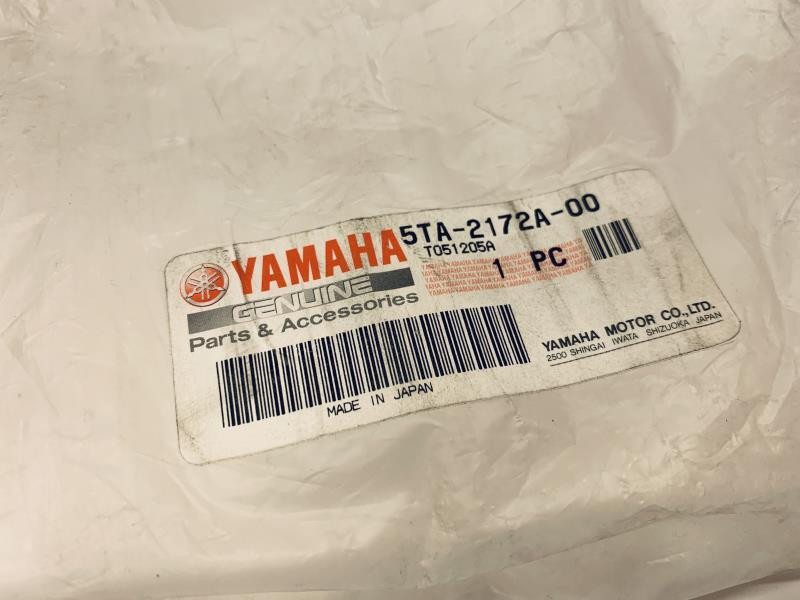 5TA-2172A-00
T051205A
YAMAHA
1 PC
GENUINE
Parts & Accessories
YAMAHA MOTOR CO.,LTD.
2500 SHINGAI IWATA SHIZUOKA JAPAN
MADE IN JAPAN